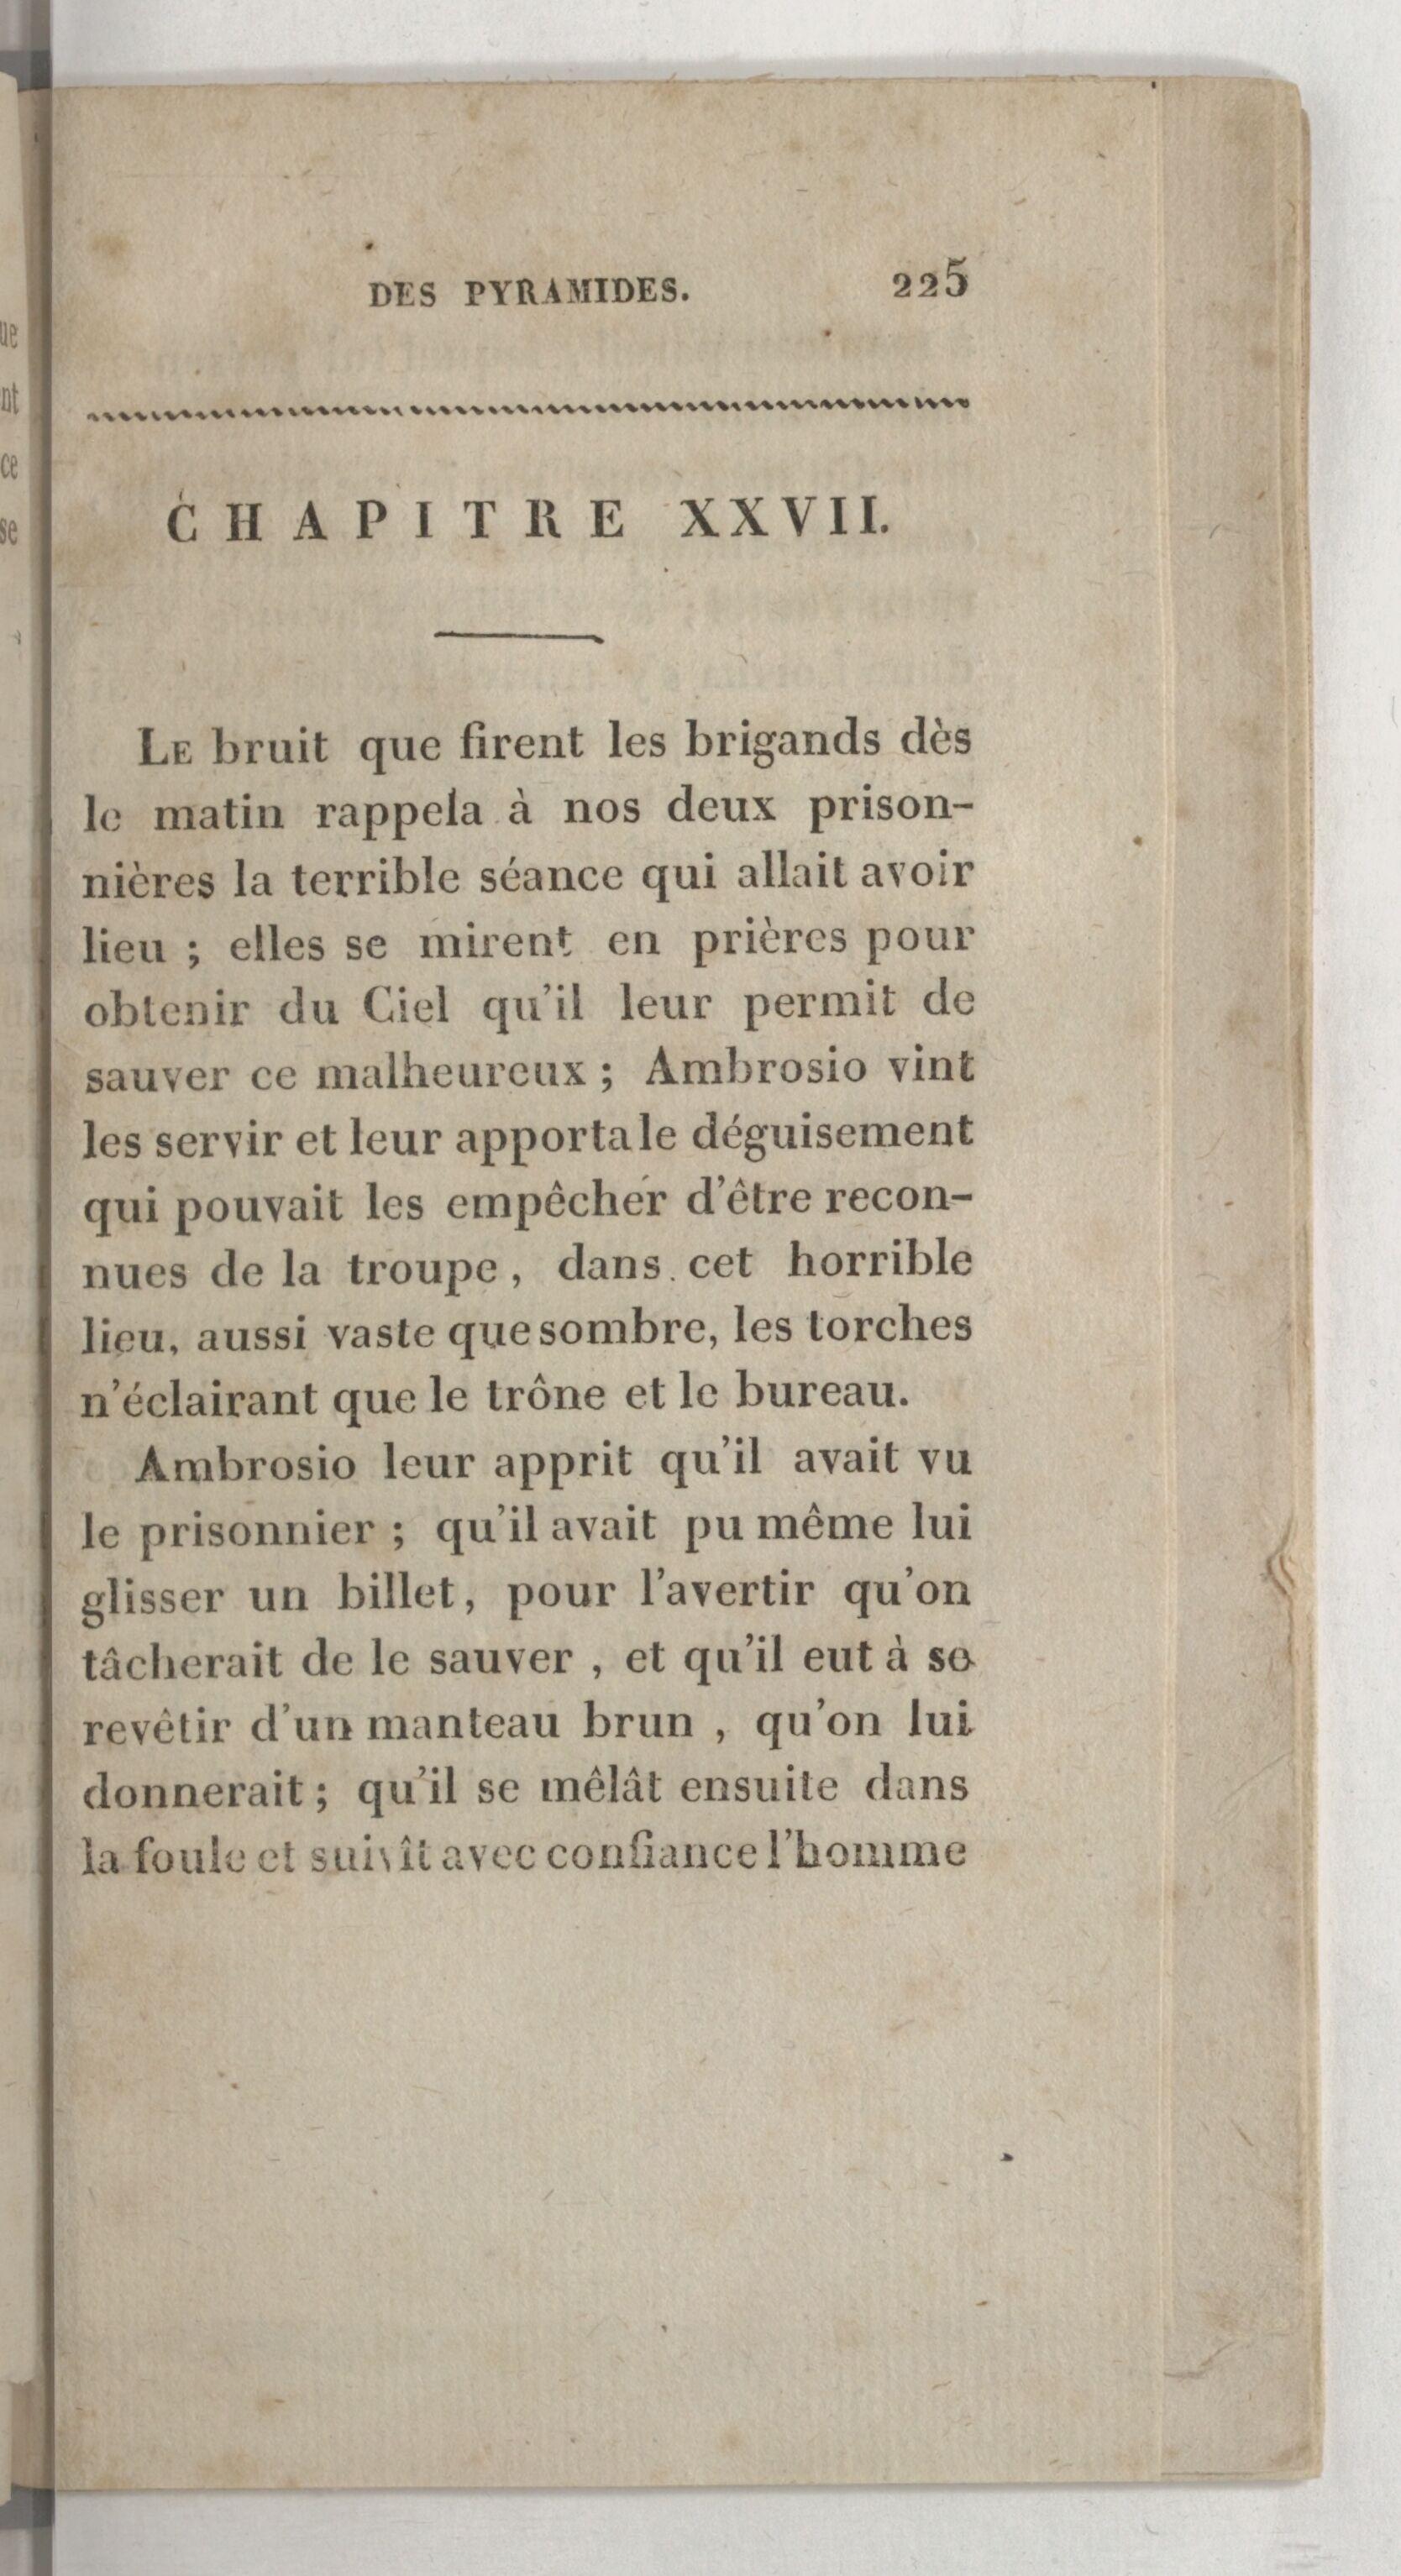 DES PYRAMIDES. 225
CHAPITRE XXVII.
LE bruit que firent les brigands dès
le matin rappela à nos deux prison-
nières la terrible séance qui allait avoir
lieu ; elles se mirent en prières pour
obtenir du Ciel qu'il leur permit de
sauver ce malheureux ; Ambrosio vint
les servir et leur apporta le déguisement
qui pouvait les empêcher d'être recon-
nues de la troupe, dans cet horrible
lieu, aussi vaste que sombre, les torches
n'éclairant que le trône et le bureau.
Ambrosio leur apprit qu'il avait vu
le prisonnier ; qu'il avait pu même lui
glisser un billet, pour l'avertir qu'on
tâcherait de le sauver , et qu'il eut à se
revêtir d'un manteau brun , qu'on lui
donnerait ; qu'il se mêlât ensuite dans
la foule et suivît avec confiance l'homme